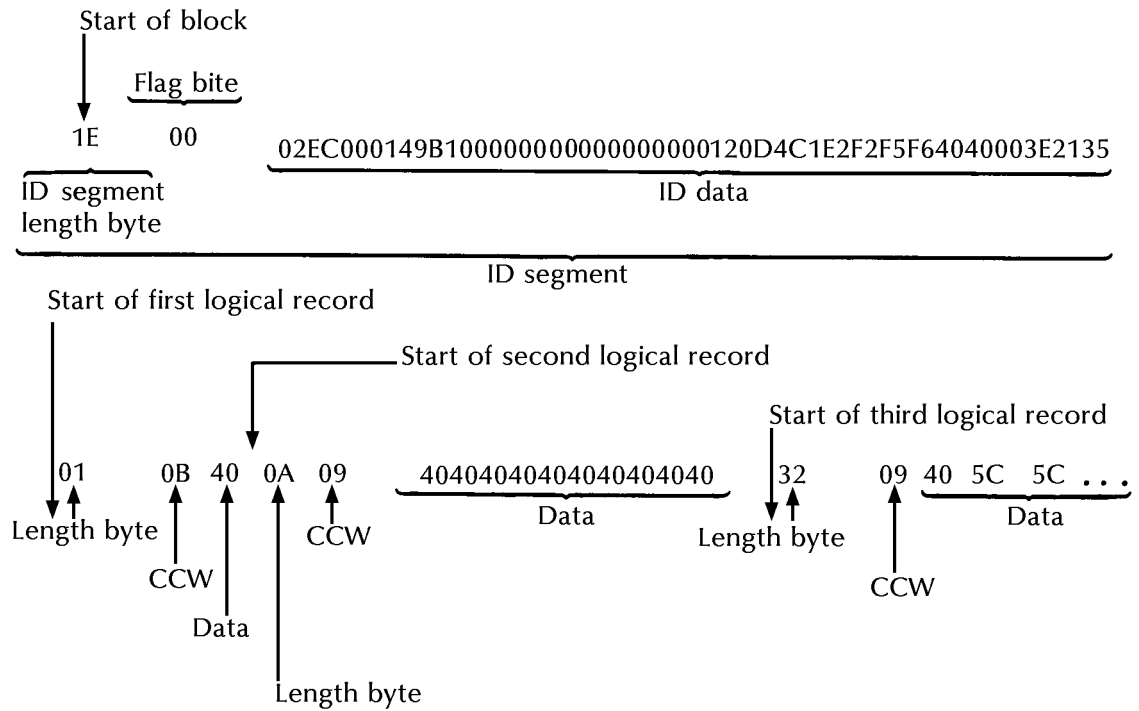 Start of block
Flag bite
1E 00 02EC000149B100000000000000000120D4C1E2F2F5F64040003E2135
ID segment
length byte
ID data
ID segment
Start of first logical record
Start of second logical record
Start of third logical record
01 0B 40 0A 09 40404040404040404040 32 09 40 5C 5C ...
Length byte
CCW
Data
Length byte
CCW
Data
Length byte
CCW
Data